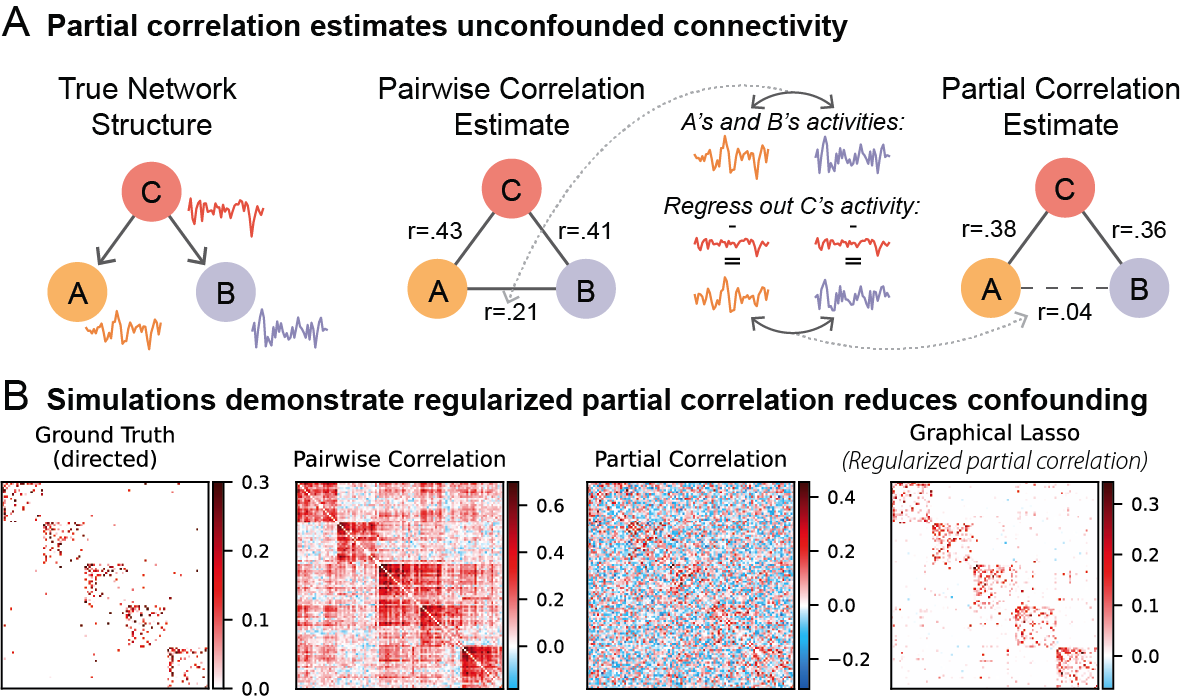 A Partial correlation estimates unconfounded connectivity
True Network
Structure
C
A
B
Pairwise Correlation
Estimate
C
r=.43
r=.41
A
B
r=.21
A's and B's activities:
Regress out C's activity:
- -
= =
Partial Correlation
Estimate
C
r=.38
r=.36
A
B
r=.04
B Simulations demonstrate regularized partial correlation reduces confounding
Ground Truth
(directed)
0.3
0.2
0.1
0.0
Pairwise Correlation
0.6
0.4
0.2
0.0
Partial Correlation
0.4
0.2
0.0
−0.2
Graphical Lasso
(Regularized partial correlation)
0.3
0.2
0.1
0.0